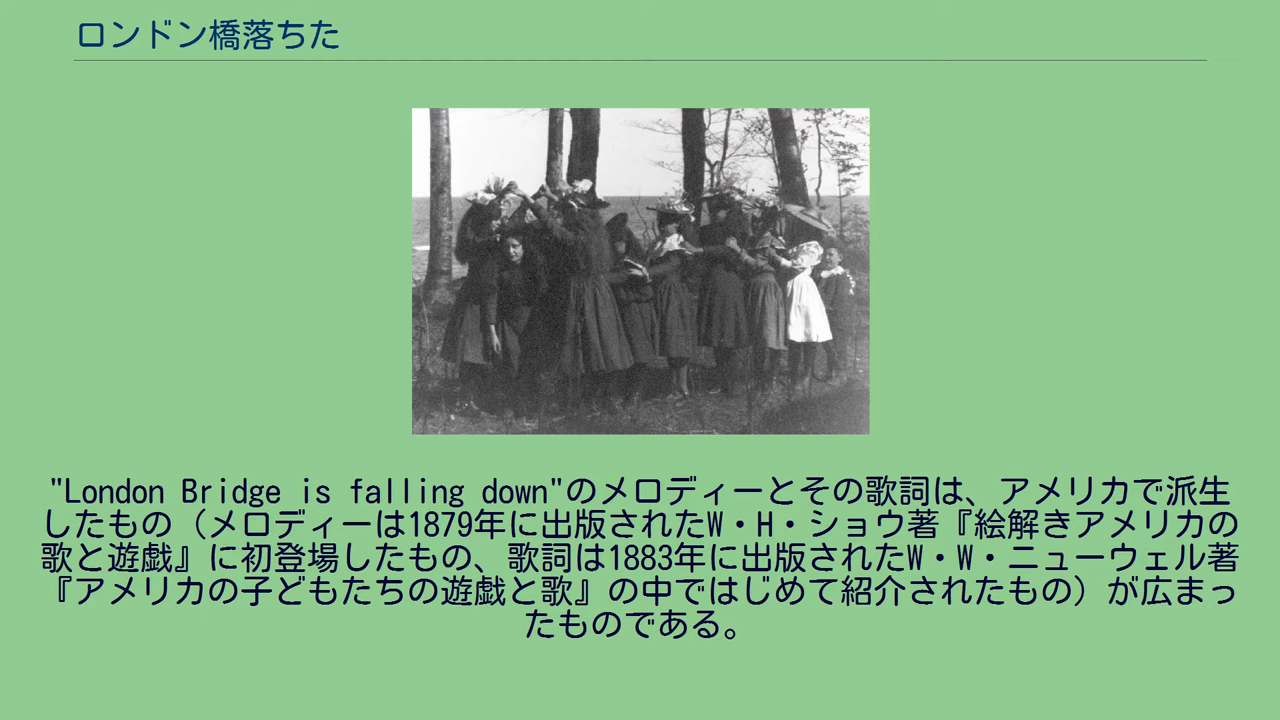 ロンドン橋落ちた
"London Bridge is falling down"のメロディーとその歌詞は、アメリカで派生
したもの（メロディーは1879年に出版されたW・H・ショウ著『絵解きアメリカの
歌と遊戯』に初登場したもの、歌詞は1883年に出版されたW・W・ニューウェル著
『アメリカの子どもたちの遊戯と歌』の中ではじめて紹介されたもの）が広まっ
たものである。